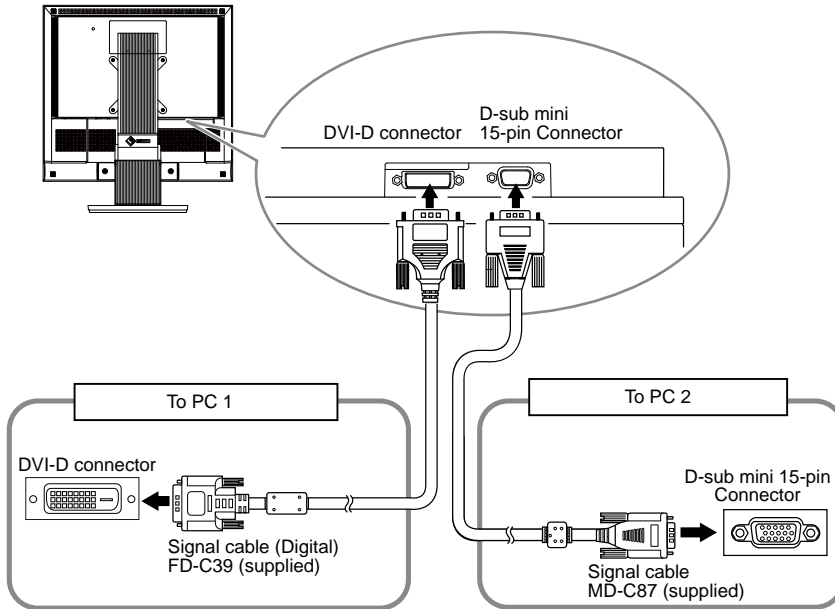 D-sub mini
15-pin Connector
DVI-D connector
To PC 1
DVI-D connector
Signal cable (Digital)
FD-C39 (supplied)
To PC 2
D-sub mini 15-pin
Connector
Signal cable
MD-C87 (supplied)